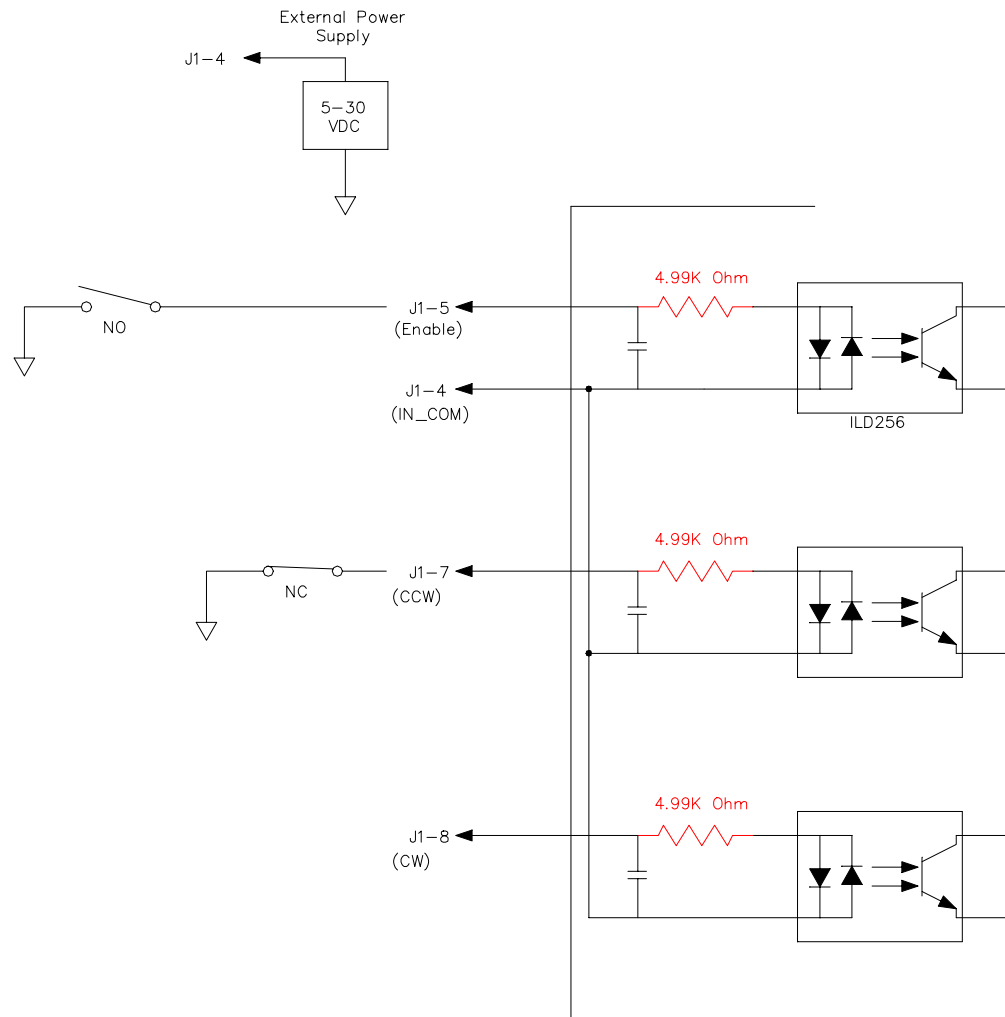 External Power
Supply
J1-4
5-30
VDC
4.99K Ohm
J1-5
(Enable)
NO
J1-4
(IN_COM)
ILD256
4.99K Ohm
J1-7
(CCW)
NC
4.99K Ohm
J1-8
(CW)